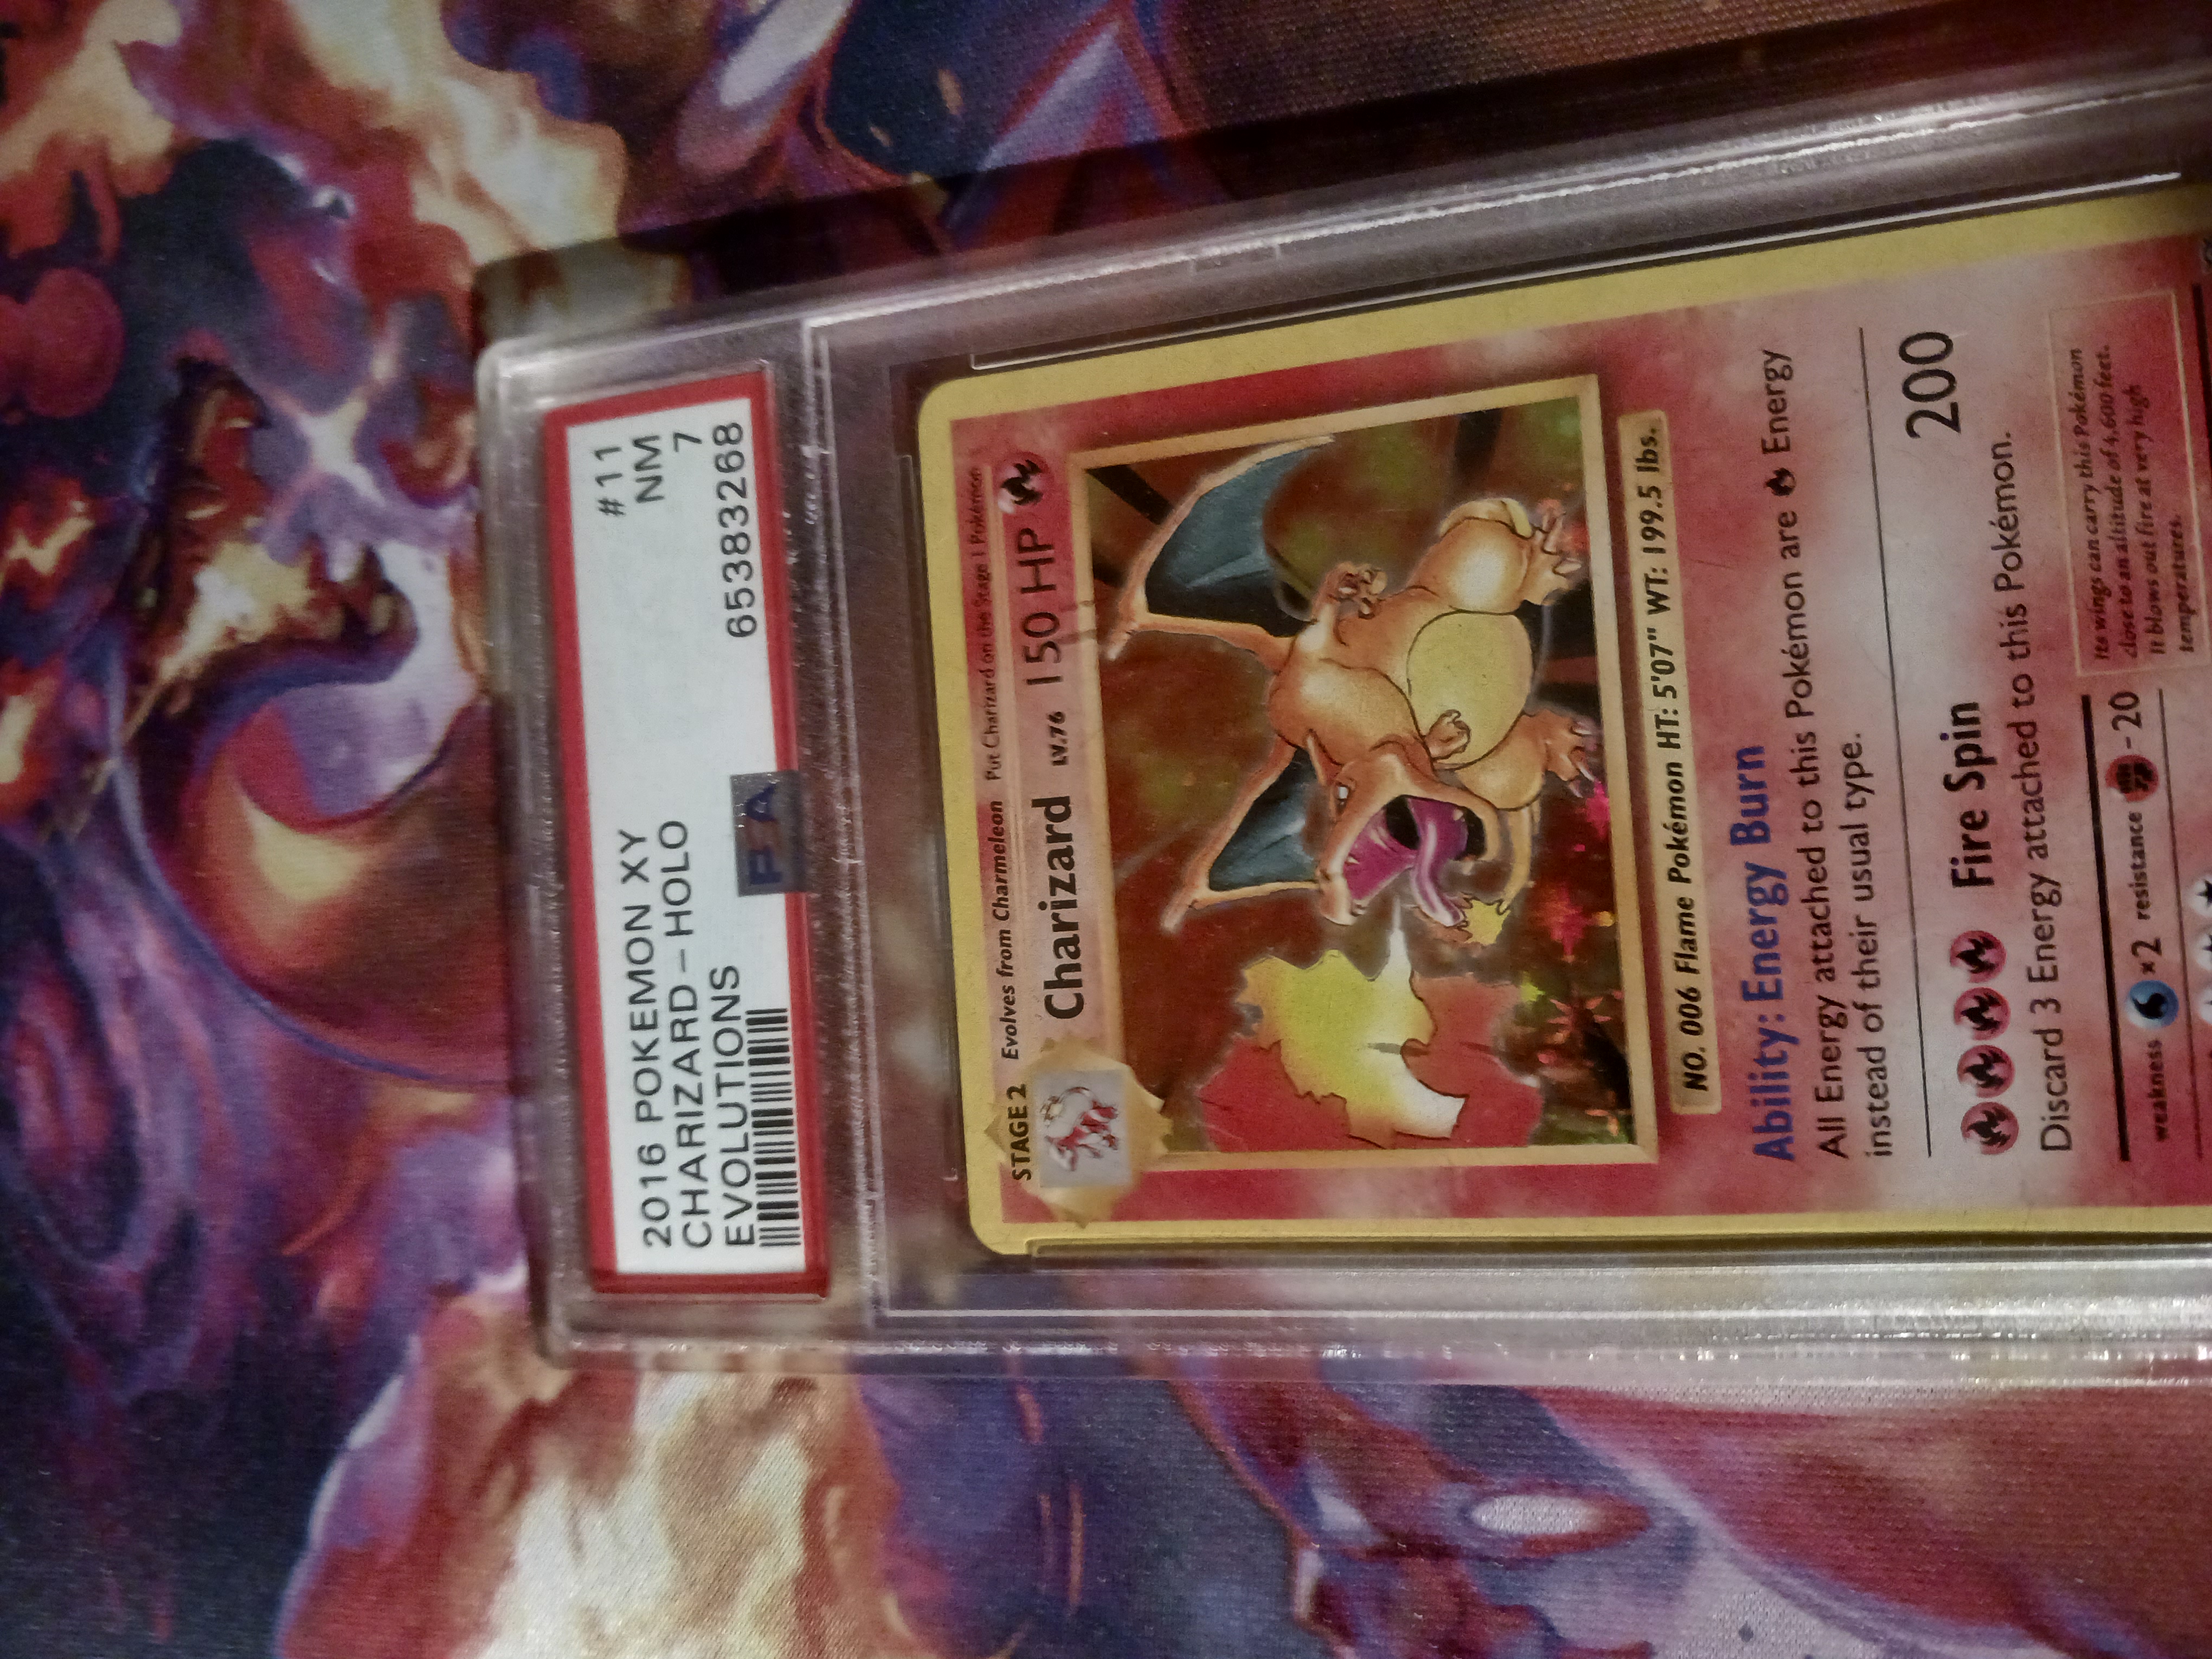 2016 POKEMON XY #11
CHARIZARD - HOLO NM
EVOLUTIONS 7
65383268
PSA
STAGE 2 Evolves from Charmeleon Put Charizard on the Stage 1 Pokémon
Charizard LV.76 150 HP
NO. 006 Flame Pokémon HT: 5'07" WT: 199.5 lbs.
Ability: Energy Burn
All Energy attached to this Pokémon are Energy
instead of their usual type.
Fire Spin 200
Discard 3 Energy attached to this Pokémon.
weakness ×2 resistance -20
Its wings can carry this Pokémon
close to an altitude of 4,600 feet.
It blows out fire at very high
temperatures.